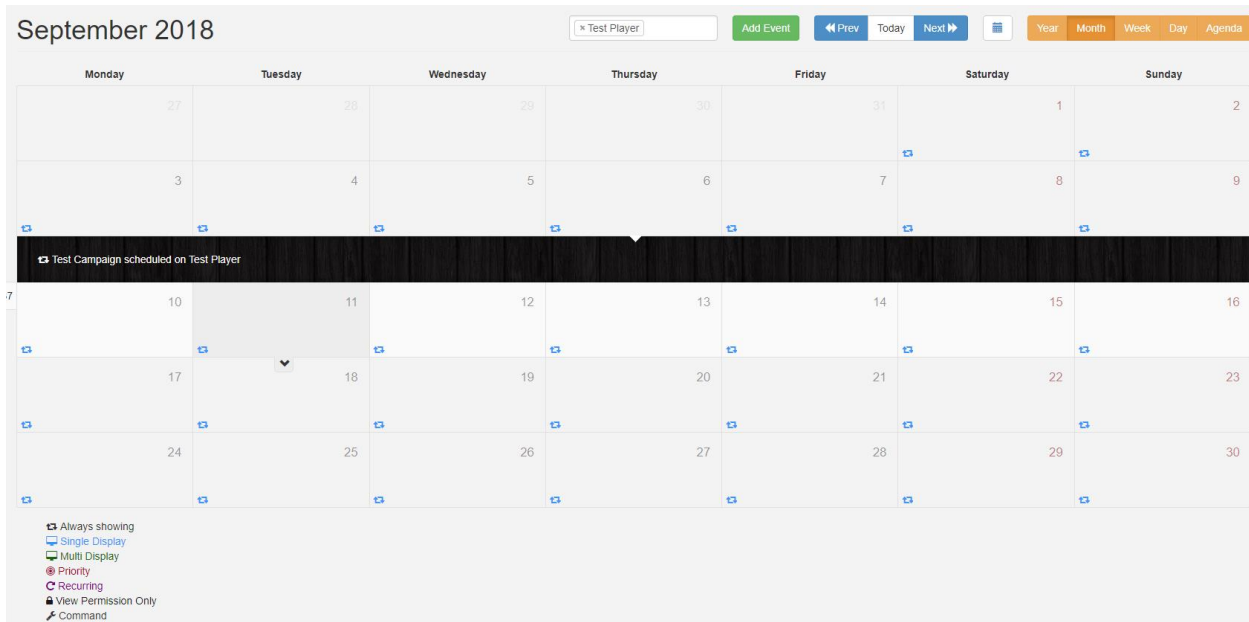 September 2018
× Test Player
Add Event
Prev Today Next
Year Month Week Day Agenda
Monday Tuesday Wednesday Thursday Friday Saturday Sunday
27 28 29 30 31 1 2
3 4 5 6 7 8 9
Test Campaign scheduled on Test Player
10 11 12 13 14 15 16
17 18 19 20 21 22 23
24 25 26 27 28 29 30
Always showing
Single Display
Multi Display
Priority
Recurring
View Permission Only
Command